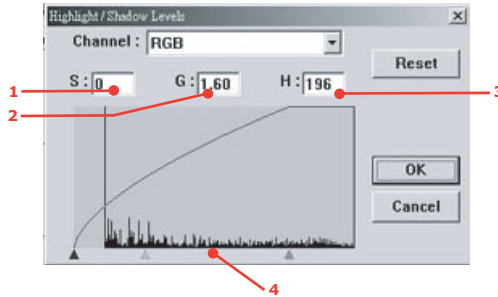 Highlight / Shadow Levels
Channel : RGB
Reset
S : 0 G : 1.60 H : 196
1
2
3
OK
Cancel
4